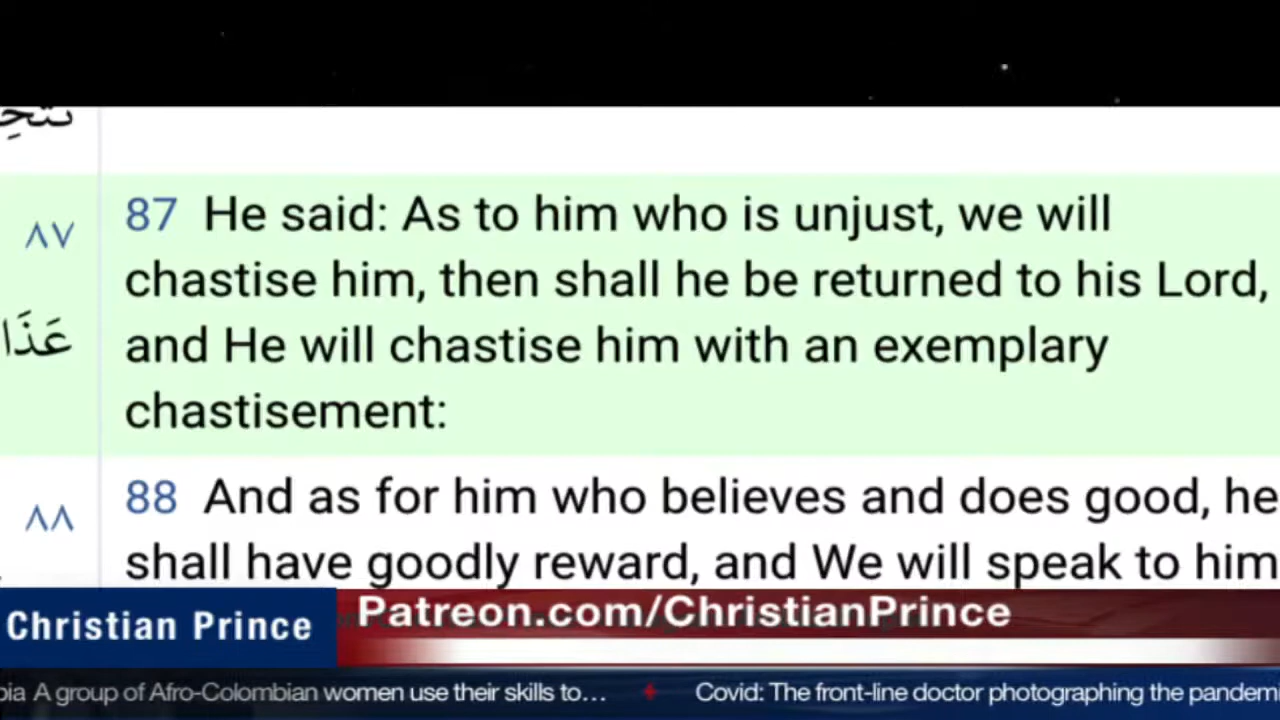 ٨٧
87 He said: As to him who is unjust, we will
chastise him, then shall he be returned to his Lord,
and He will chastise him with an exemplary
chastisement:
٨٨
88 And as for him who believes and does good, he
shall have goodly reward, and We will speak to him
Christian Prince
Patreon.com/ChristianPrince
A group of Afro-Colombian women use their skills to… Covid: The front-line doctor photographing the